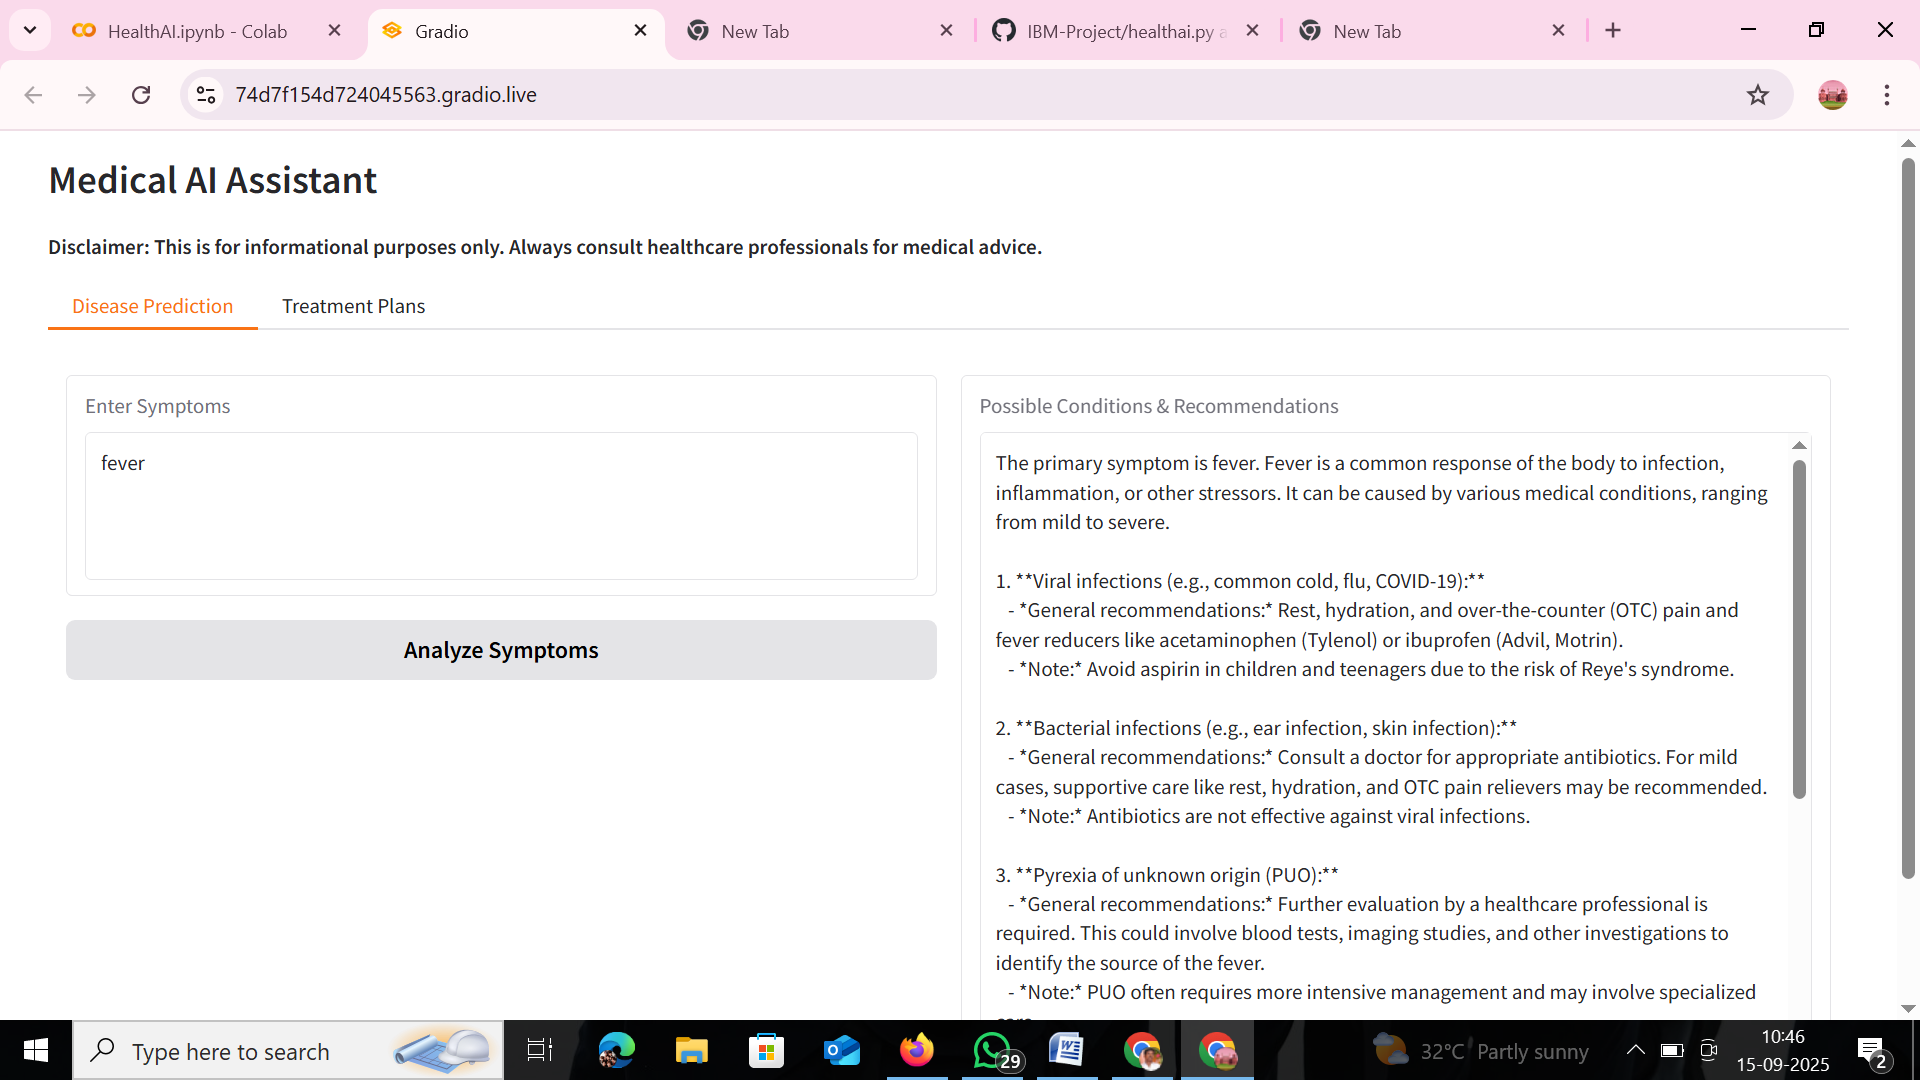 HealthAI.ipynb - Colab
Gradio
New Tab
IBM-Project/healthai.py
New Tab
74d7f154d724045563.gradio.live
Medical AI Assistant
Disclaimer: This is for informational purposes only. Always consult healthcare professionals for medical advice.
Disease Prediction
Treatment Plans
Enter Symptoms
fever
Analyze Symptoms
Possible Conditions & Recommendations
The primary symptom is fever. Fever is a common response of the body to infection,
inflammation, or other stressors. It can be caused by various medical conditions, ranging
from mild to severe.
1. **Viral infections (e.g., common cold, flu, COVID-19):**
- *General recommendations:* Rest, hydration, and over-the-counter (OTC) pain and
fever reducers like acetaminophen (Tylenol) or ibuprofen (Advil, Motrin).
- *Note:* Avoid aspirin in children and teenagers due to the risk of Reye's syndrome.
2. **Bacterial infections (e.g., ear infection, skin infection):**
- *General recommendations:* Consult a doctor for appropriate antibiotics. For mild
cases, supportive care like rest, hydration, and OTC pain relievers may be recommended.
- *Note:* Antibiotics are not effective against viral infections.
3. **Pyrexia of unknown origin (PUO):**
- *General recommendations:* Further evaluation by a healthcare professional is
required. This could involve blood tests, imaging studies, and other investigations to
identify the source of the fever.
- *Note:* PUO often requires more intensive management and may involve specialized
Type here to search
29
32°C Partly sunny
10:46
15-09-2025
2